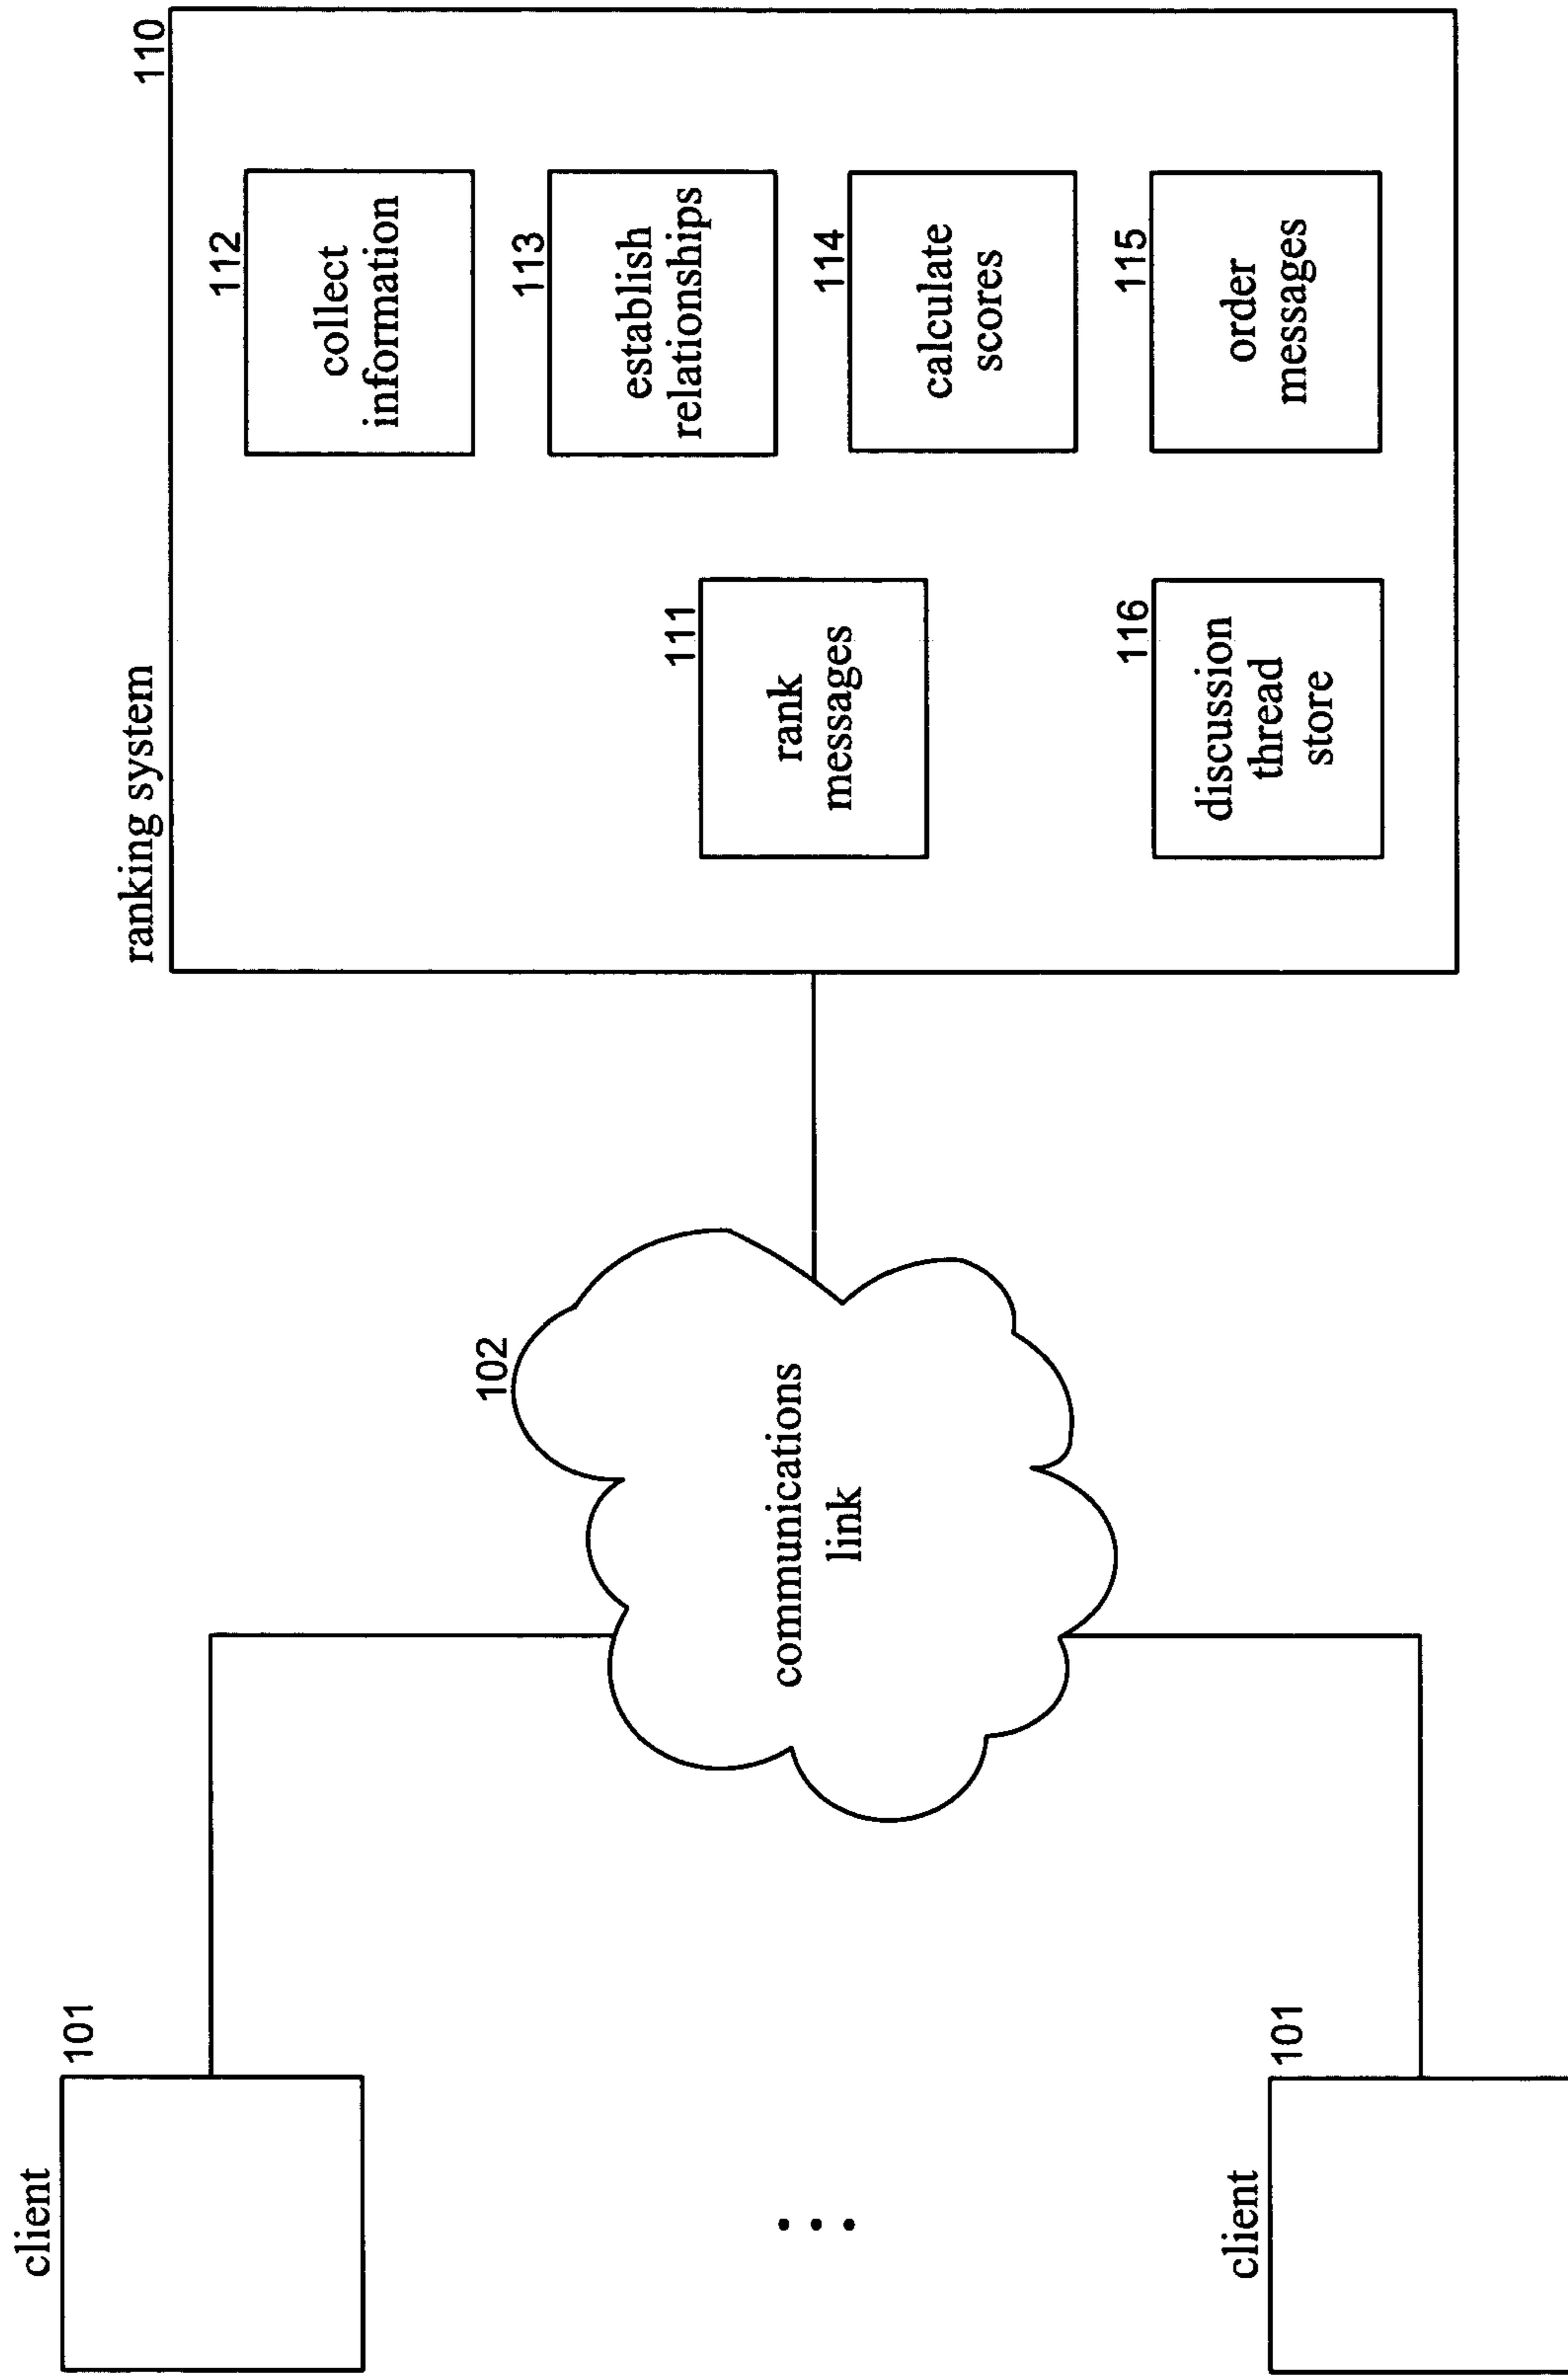 client
101
client
101
...
102
communications
link
ranking system
110
111
rank
messages
116
discussion
thread
store
112
collect
information
113
establish
relationships
114
calculate
scores
115
order
messages